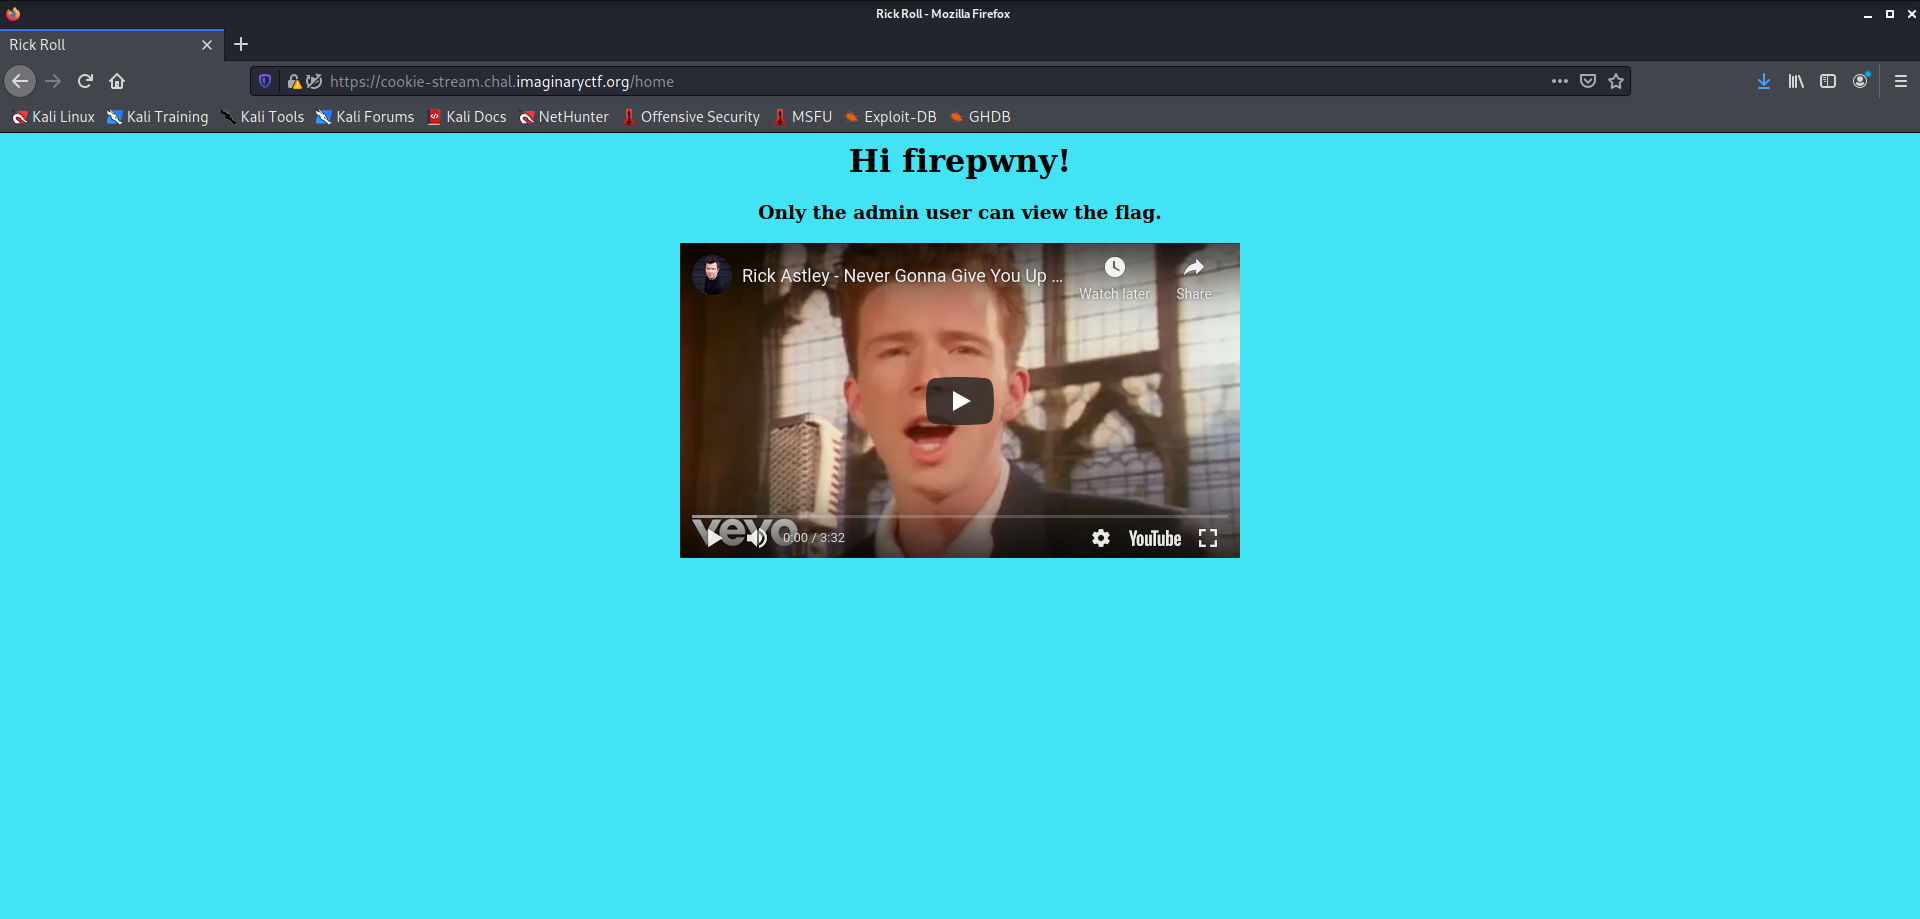 Rick Roll - Mozilla Firefox
Rick Roll
https://cookie-stream.chal.imaginaryctf.org/home
Kali Linux Kali Training Kali Tools Kali Forums Kali Docs NetHunter Offensive Security MSFU Exploit-DB GHDB
Hi firepwny!
Only the admin user can view the flag.
Rick Astley - Never Gonna Give You Up ...
Watch later Share
vevo
0:00 / 3:32 YouTube